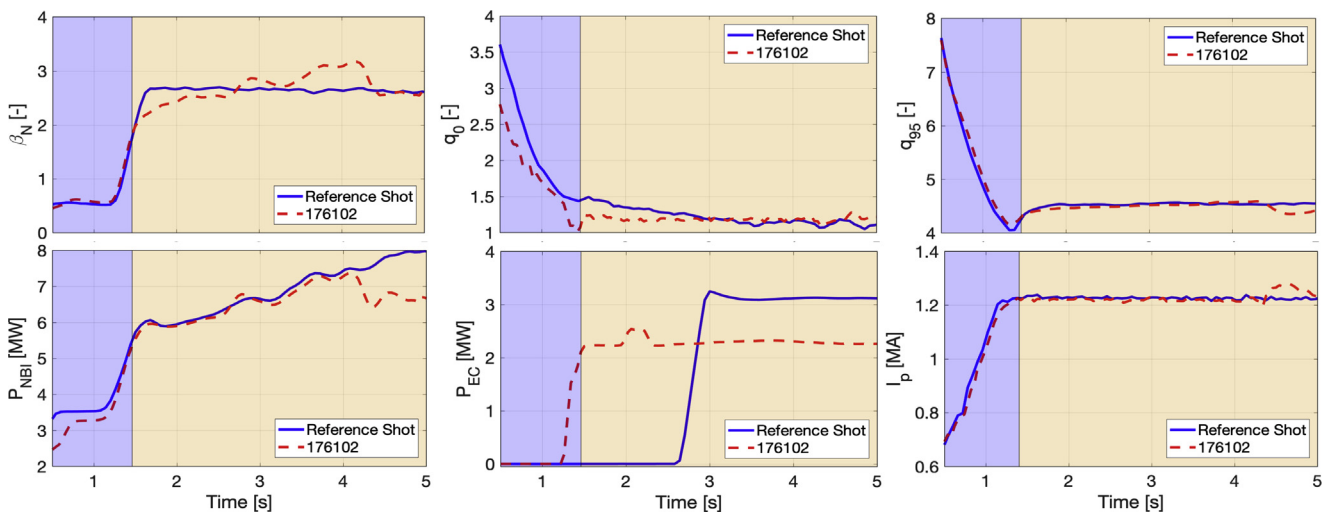 4
3
2
1
0
β_N
Reference Shot
176102
4
3.5
3
2.5
2
1.5
1
q_0 [-]
Reference Shot
176102
8
7
6
5
4
q_95 [-]
Reference Shot
176102
8
7
6
5
4
3
2
P_NBI [MW]
1 2 3 4 5
Time [s]
Reference Shot
176102
4
3
2
1
0
P_EC [MW]
1 2 3 4 5
Time [s]
Reference Shot
176102
1.4
1.2
1
0.8
0.6
I_p [MA]
1 2 3 4 5
Time [s]
Reference Shot
176102